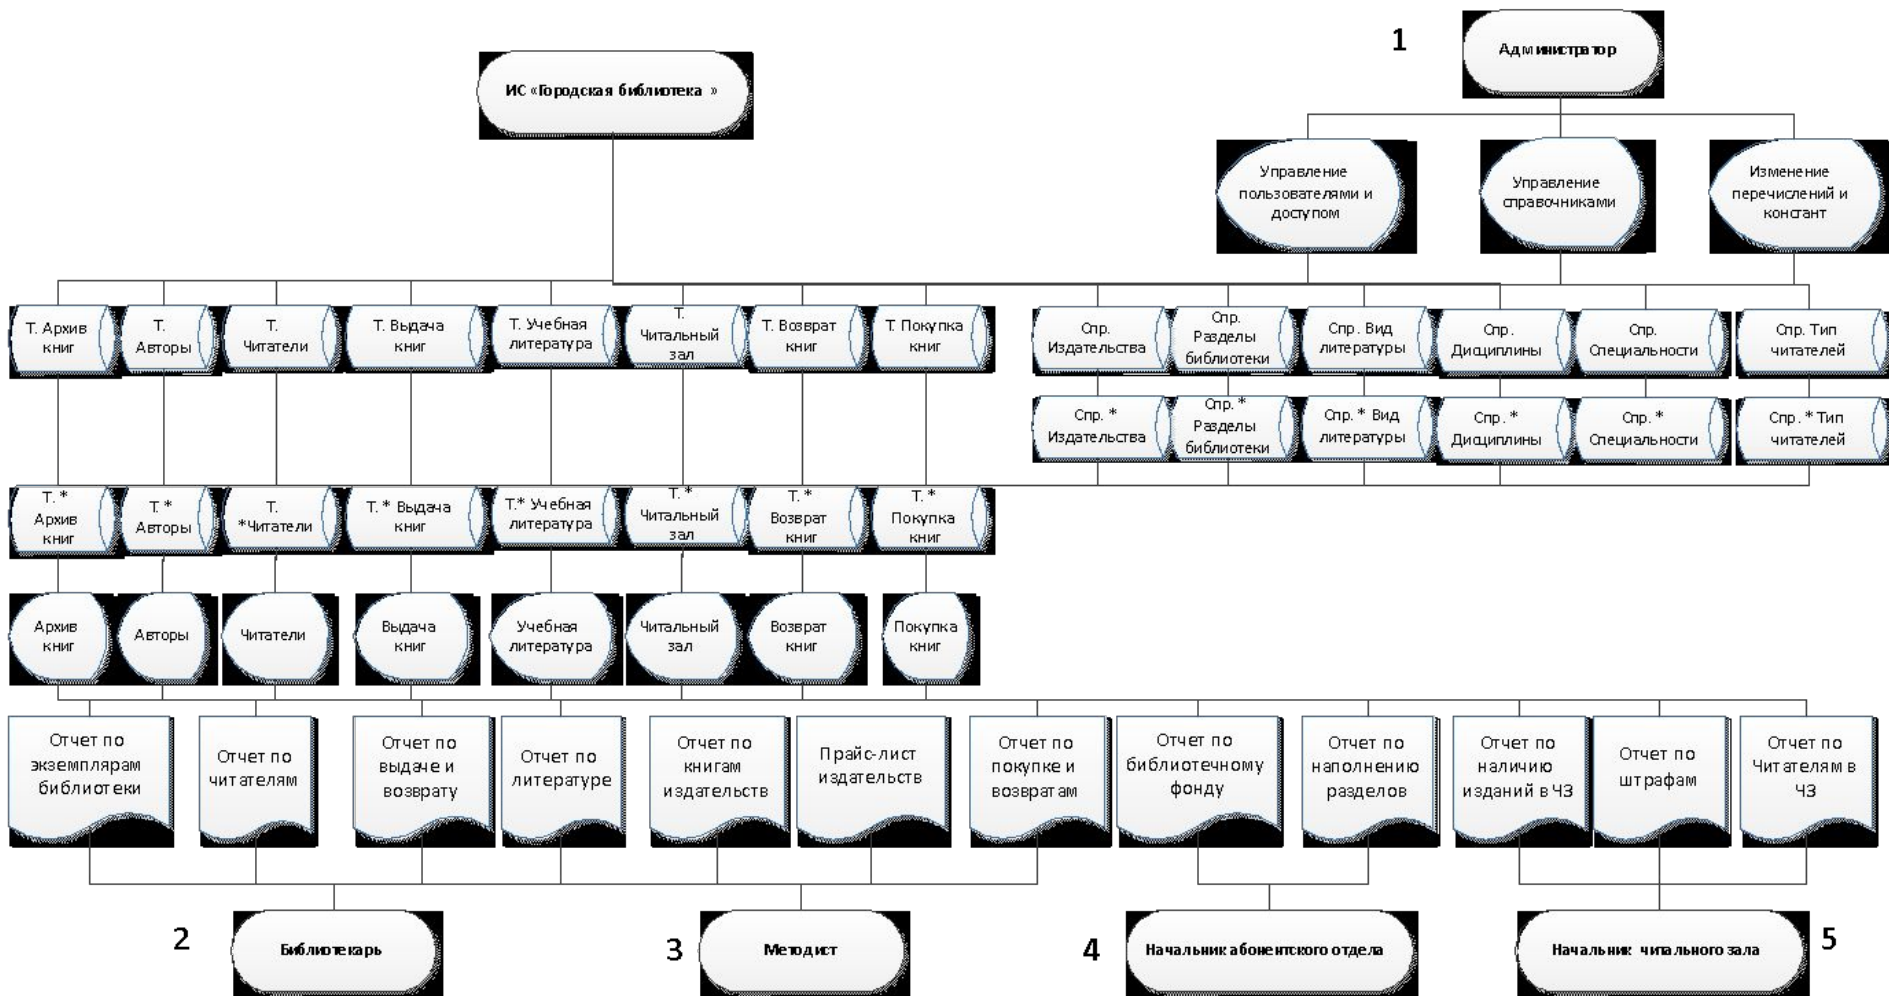 1
Администратор
ИС «Городская библиотека »
Управление
пользователями и
доступом
Управление
справочниками
Изменение
перечислений и
констант
Т. Архив
книг
Т.
Авторы
Т.
Читатели
Т. Выдача
книг
Т. Учебная
литература
Т.
Читальный
зал
Т. Возврат
книг
Т. Покупка
книг
Спр.
Издательства
Спр.
Разделы
библиотеки
Спр. Вид
литературы
Спр.
Дисциплины
Спр.
Специальности
Спр. Тип
читателей
Спр. *
Издательства
Спр. *
Разделы
библиотеки
Спр. * Вид
литературы
Спр. *
Дисциплины
Спр. *
Специальности
Спр. * Тип
читателей
Т. *
Архив
книг
Т. *
Авторы
Т.
*Читатели
Т. * Выдача
книг
Т.* Учебная
литература
Т. *
Читальный
зал
Т. *
Возврат
книг
Т. *
Покупка
книг
Архив
книг
Авторы
Читатели
Выдача
книг
Учебная
литература
Читальный
зал
Возврат
книг
Покупка
книг
Отчет по
экземплярам
библиотеки
Отчет по
читателям
Отчет по
выдаче и
возврату
Отчет по
литературе
Отчет по
книгам
издательств
Прайс-лист
издательств
Отчет по
покупке и
возвратам
Отчет по
библиотечному
фонду
Отчет по
наполнению
разделов
Отчет по
наличию
изданий в ЧЗ
Отчет по
штрафам
Отчет по
Читателям в
ЧЗ
2
Библиотекарь
3
Методист
4
Начальник абонентского отдела
Начальник читального зала
5